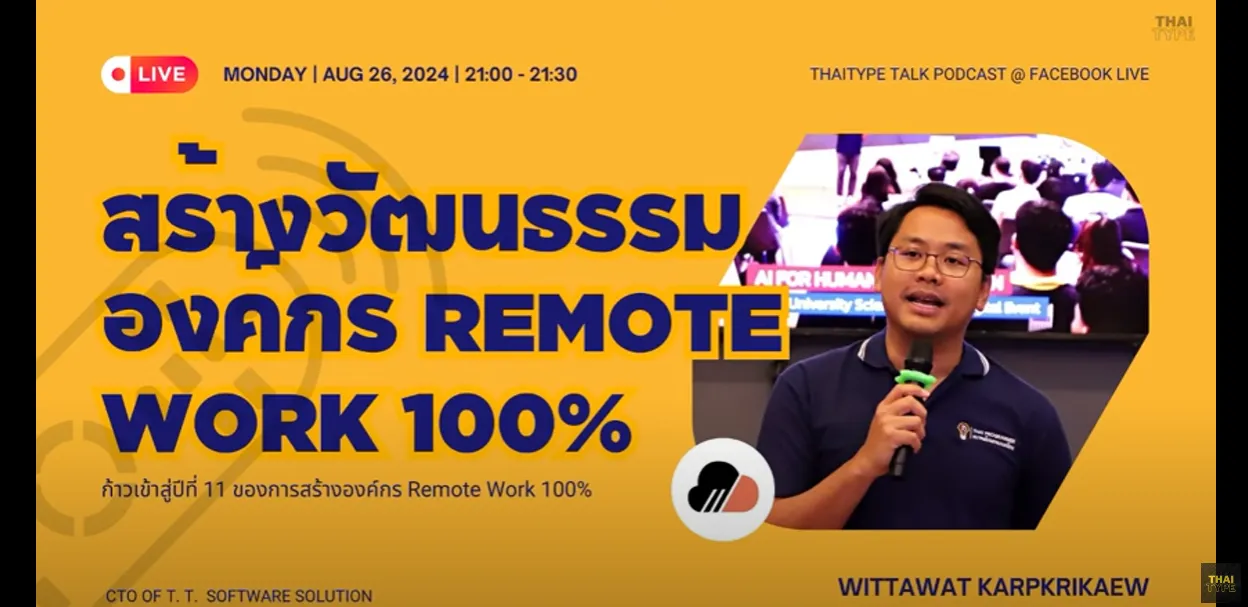 THAI
TYPE
LIVE
MONDAY | AUG 26, 2024 | 21:00 - 21:30
THAITYPE TALK PODCAST @ FACEBOOK LIVE
สร้างวัฒนธรรม
องค์กร REMOTE
WORK 100%
ก้าวเข้าสู่ปีที่ 11 ของการสร้างองค์กร Remote Work 100%
AI FOR HUMAN
University
Event
CTO OF T. T. SOFTWARE SOLUTION
WITTAWAT KARPKRIKAEW
THAI
TYPE